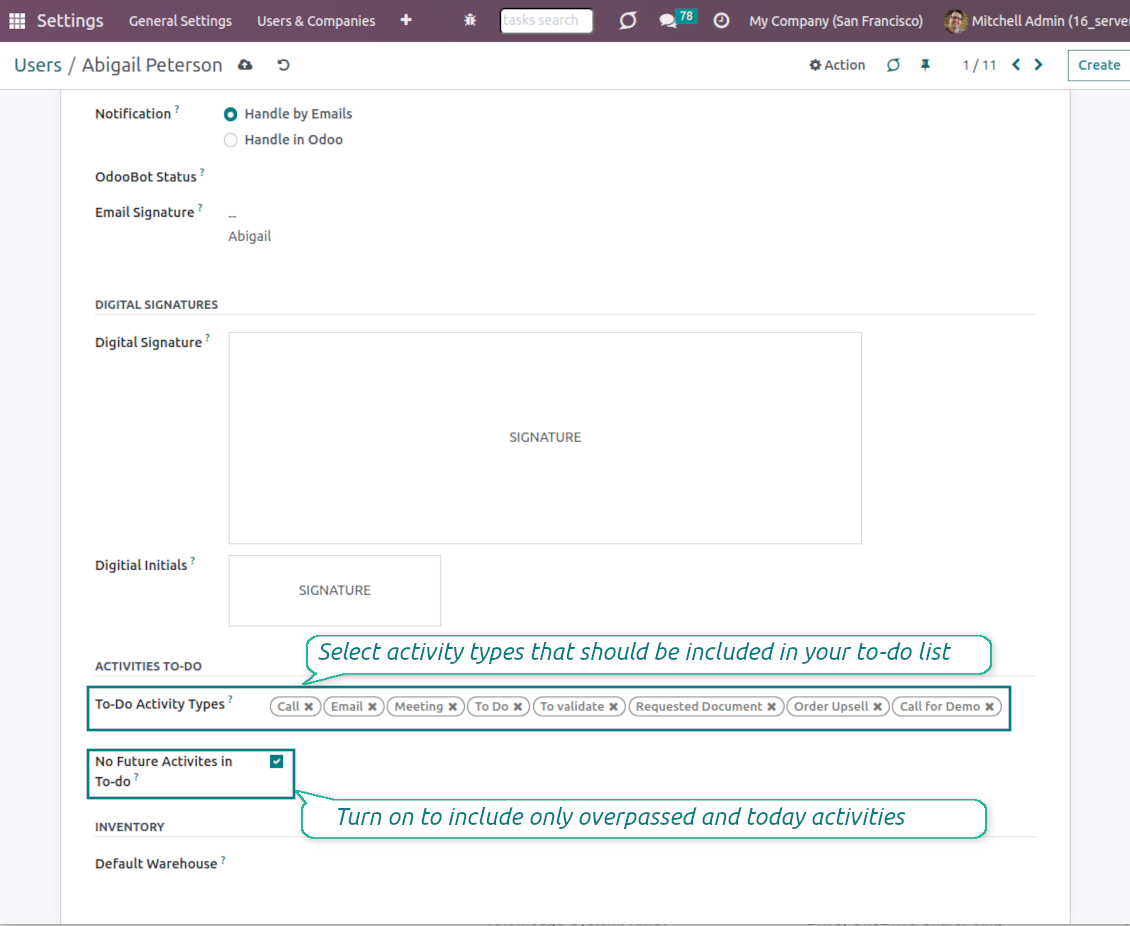 Settings General Settings Users & Companies + tasks search 78 My Company (San Francisco) Mitchell Admin (16_server
Users / Abigail Peterson Action 1 / 11 Create
Notification ? Handle by Emails
Handle in Odoo
OdooBot Status ?
Email Signature ? --
Abigail
DIGITAL SIGNATURES
Digital Signature ?
SIGNATURE
Digitial Initials ?
SIGNATURE
Select activity types that should be included in your to-do list
ACTIVITIES TO-DO
To-Do Activity Types ? Call × Email × Meeting × To Do × To validate × Requested Document × Order Upsell × Call for Demo ×
No Future Activites in
To-do ?
Turn on to include only overpassed and today activities
INVENTORY
Default Warehouse ?